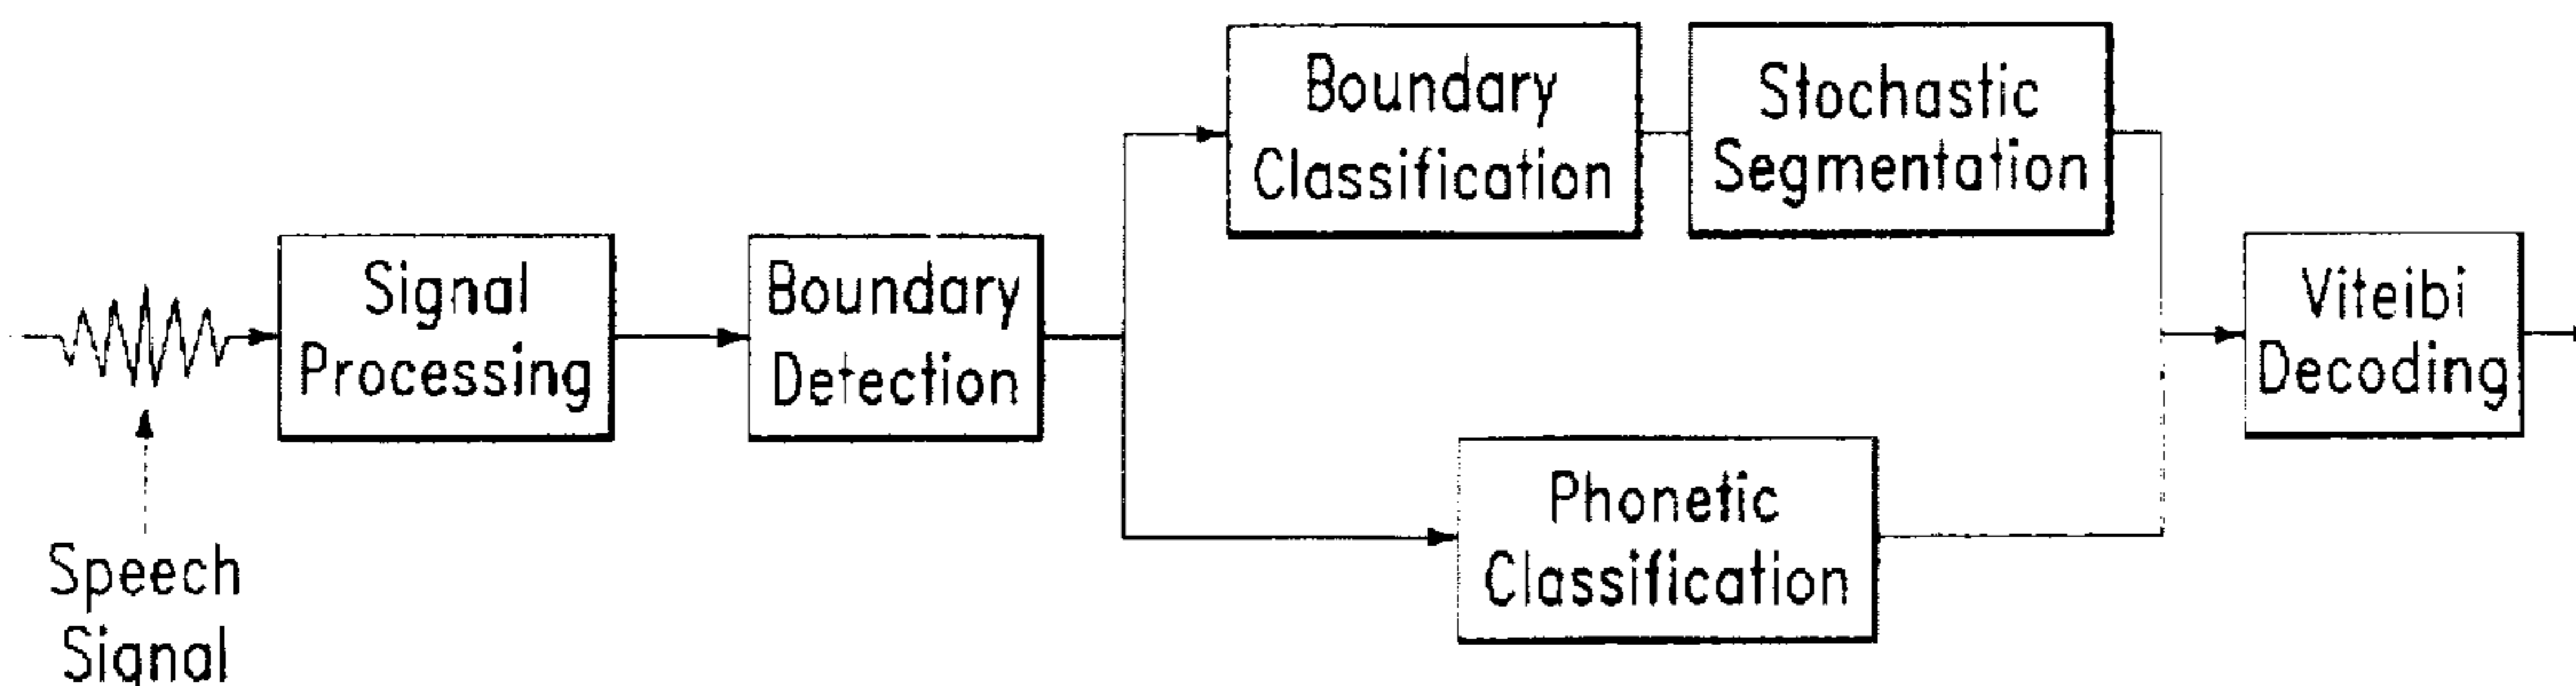 Speech
Signal
Signal
Processing
Boundary
Detection
Boundary
Classification
Stochastic
Segmentation
Phonetic
Classification
Viteibi
Decoding